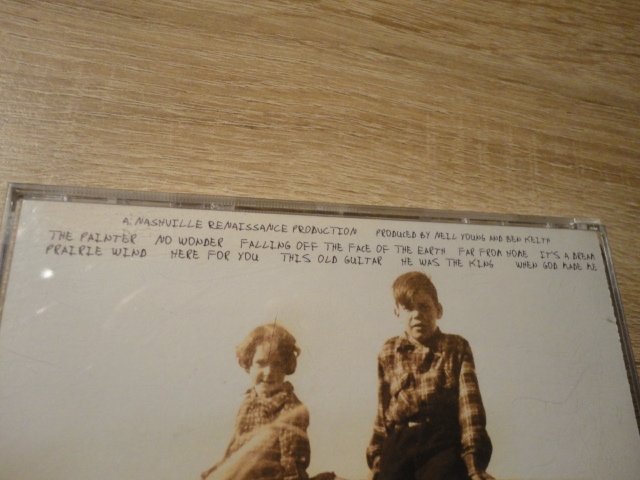 A NASHVILLE RENAISSANCE PRODUCTION PRODUCED BY NEIL YOUNG AND BEN KEITH
THE PAINTER NO WONDER FALLING OFF THE FACE OF THE EARTH FAR FROM HOME IT'S A DREAM
PRAIRIE WIND HERE FOR YOU THIS OLD GUITAR HE WAS THE KING WHEN GOD MADE ME